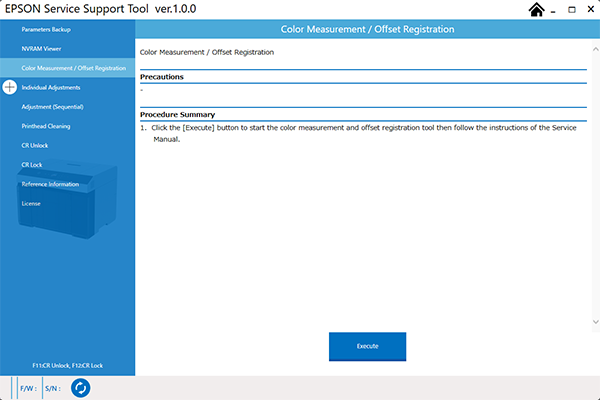 EPSON Service Support Tool ver.1.0.0
Parameters Backup
NVRAM Viewer
Color Measurement / Offset Registration
Individual Adjustments
Adjustment (Sequential)
Printhead Cleaning
CR Unlock
CR Lock
Reference Information
License
F11:CR Unlock, F12:CR Lock
Color Measurement / Offset Registration
Color Measurement / Offset Registration
Precautions
-
Procedure Summary
1. Click the [Execute] button to start the color measurement and offset registration tool then follow the instructions of the Service
Manual.
Execute
F/W : S/N :